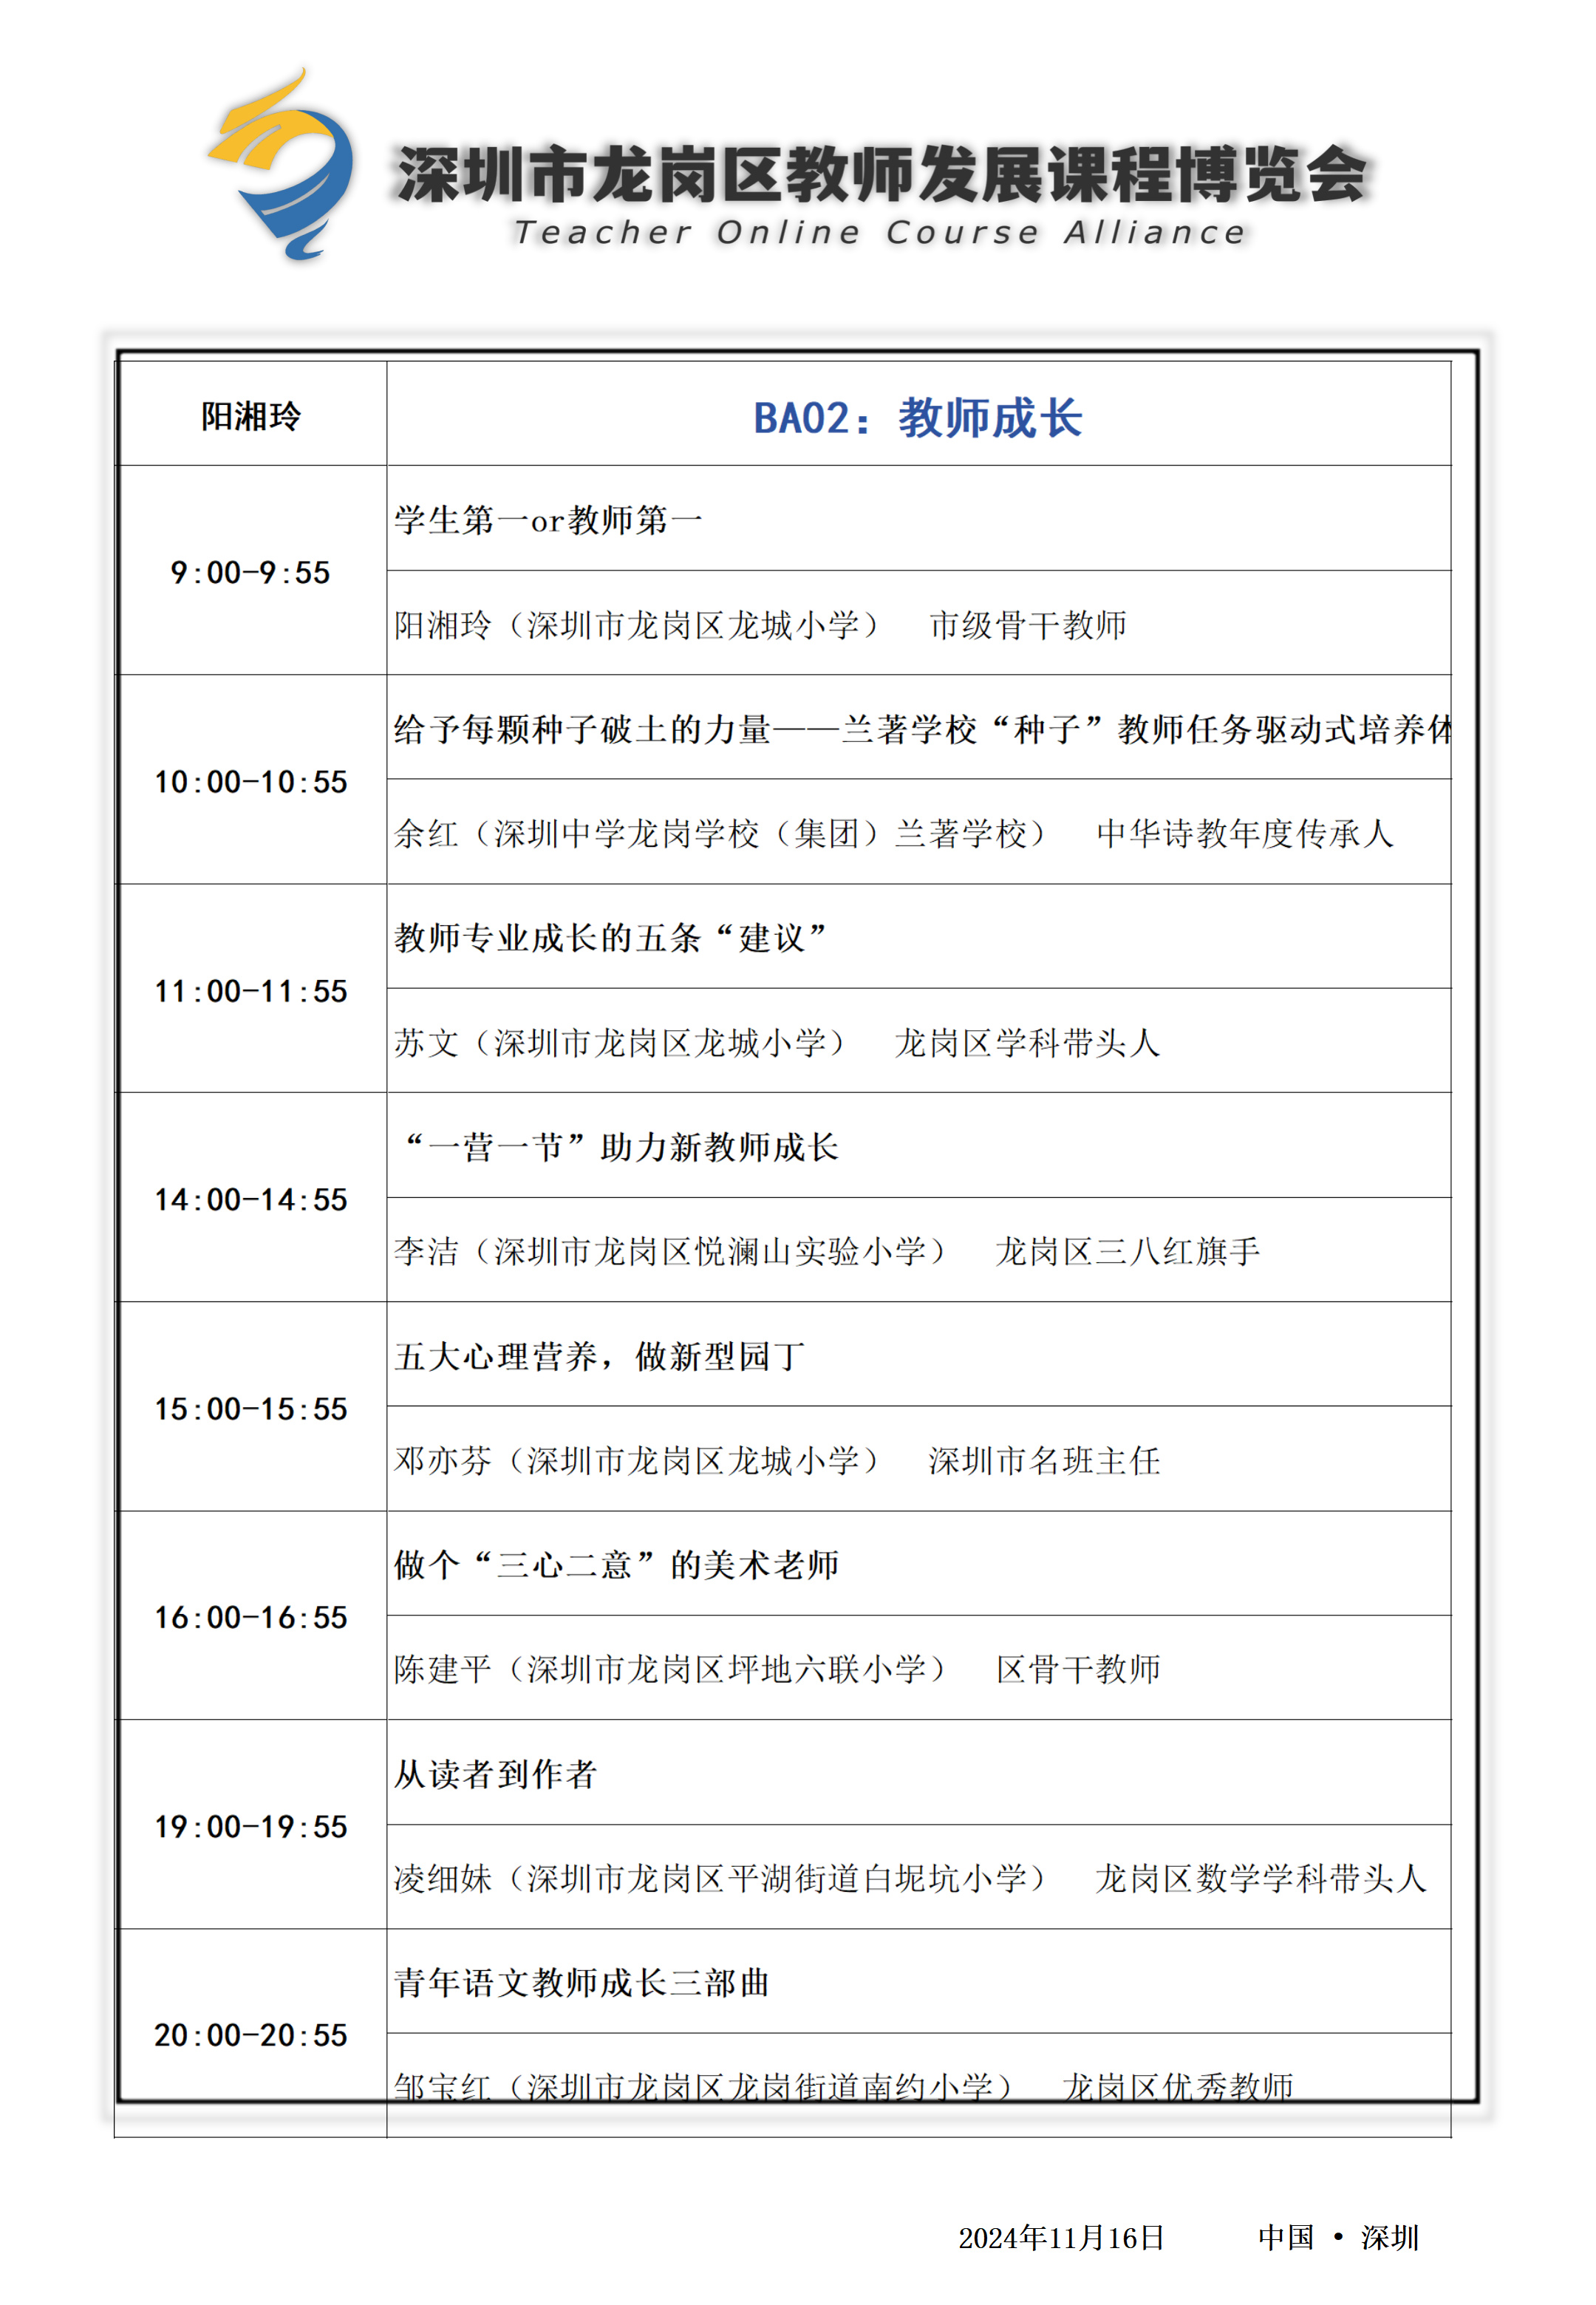 深圳市龙岗区教师发展课程博览会
Teacher Online Course Alliance
阳湘玲
BA02：教师成长
9:00-9:55
学生第一or教师第一
阳湘玲（深圳市龙岗区龙城小学） 市级骨干教师
10:00-10:55
给予每颗种子破土的力量——兰著学校“种子”教师任务驱动式培养体
余红（深圳中学龙岗学校（集团）兰著学校） 中华诗教年度传承人
11:00-11:55
教师专业成长的五条“建议”
苏文（深圳市龙岗区龙城小学） 龙岗区学科带头人
14:00-14:55
“一营一节”助力新教师成长
李洁（深圳市龙岗区悦澜山实验小学） 龙岗区三八红旗手
15:00-15:55
五大心理营养，做新型园丁
邓亦芬（深圳市龙岗区龙城小学） 深圳市名班主任
16:00-16:55
做个“三心二意”的美术老师
陈建平（深圳市龙岗区坪地六联小学） 区骨干教师
19:00-19:55
从读者到作者
凌细妹（深圳市龙岗区平湖街道白坭坑小学） 龙岗区数学学科带头人
20:00-20:55
青年语文教师成长三部曲
邹宝红（深圳市龙岗区龙岗街道南约小学） 龙岗区优秀教师
2024年11月16日 中国 • 深圳